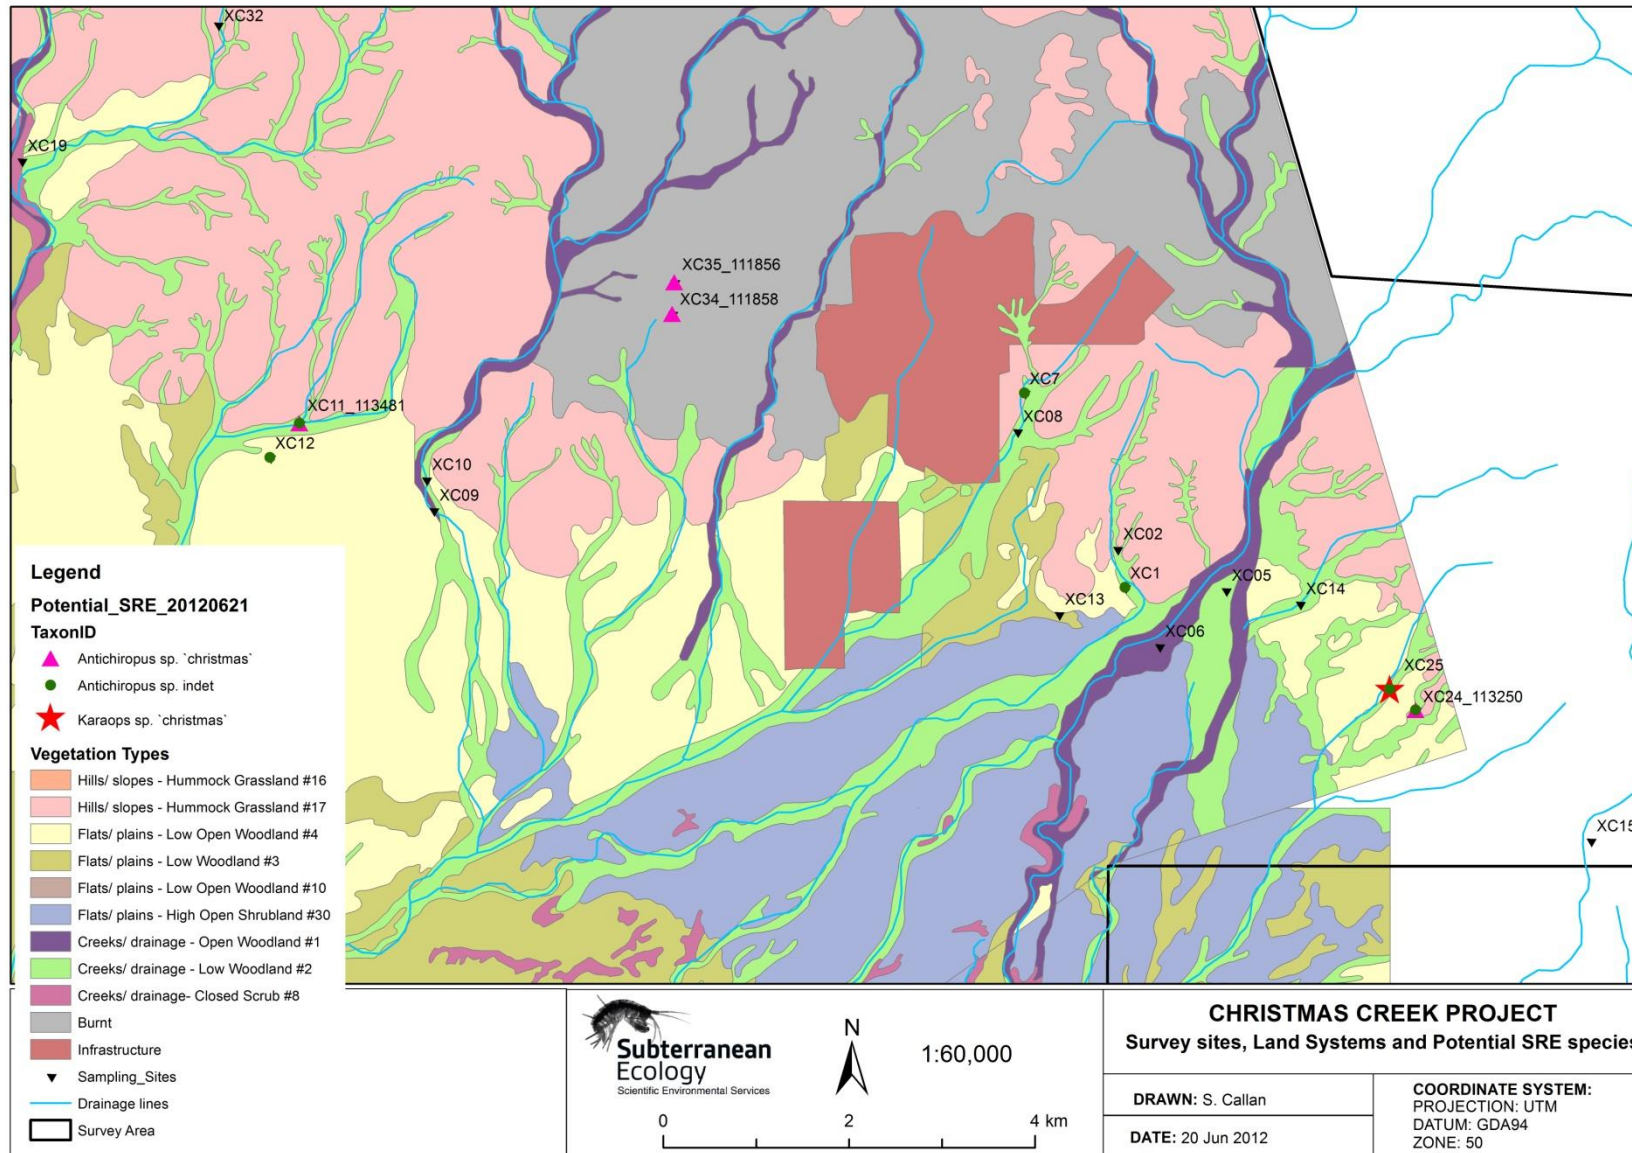 XC32
XC19
XC35_111856
XC34_111858
XC7
XC11_113481
XC08
XC12
XC10
XC09
XC02
XC1
XC05
XC14
XC13
XC06
XC25
XC24_113250
XC15
Legend
Potential_SRE_20120621
TaxonID
Antichiropus sp. `christmas`
Antichiropus sp. indet
Karaops sp. `christmas`
Vegetation Types
Hills/ slopes - Hummock Grassland #16
Hills/ slopes - Hummock Grassland #17
Flats/ plains - Low Open Woodland #4
Flats/ plains - Low Woodland #3
Flats/ plains - Low Open Woodland #10
Flats/ plains - High Open Shrubland #30
Creeks/ drainage - Open Woodland #1
Creeks/ drainage - Low Woodland #2
Creeks/ drainage- Closed Scrub #8
Burnt
Infrastructure
Sampling_Sites
Drainage lines
Survey Area
Subterranean
Ecology
Scientific Environmental Services
N
1:60,000
0 2 4 km
CHRISTMAS CREEK PROJECT
Survey sites, Land Systems and Potential SRE species
DRAWN: S. Callan
DATE: 20 Jun 2012
COORDINATE SYSTEM:
PROJECTION: UTM
DATUM: GDA94
ZONE: 50